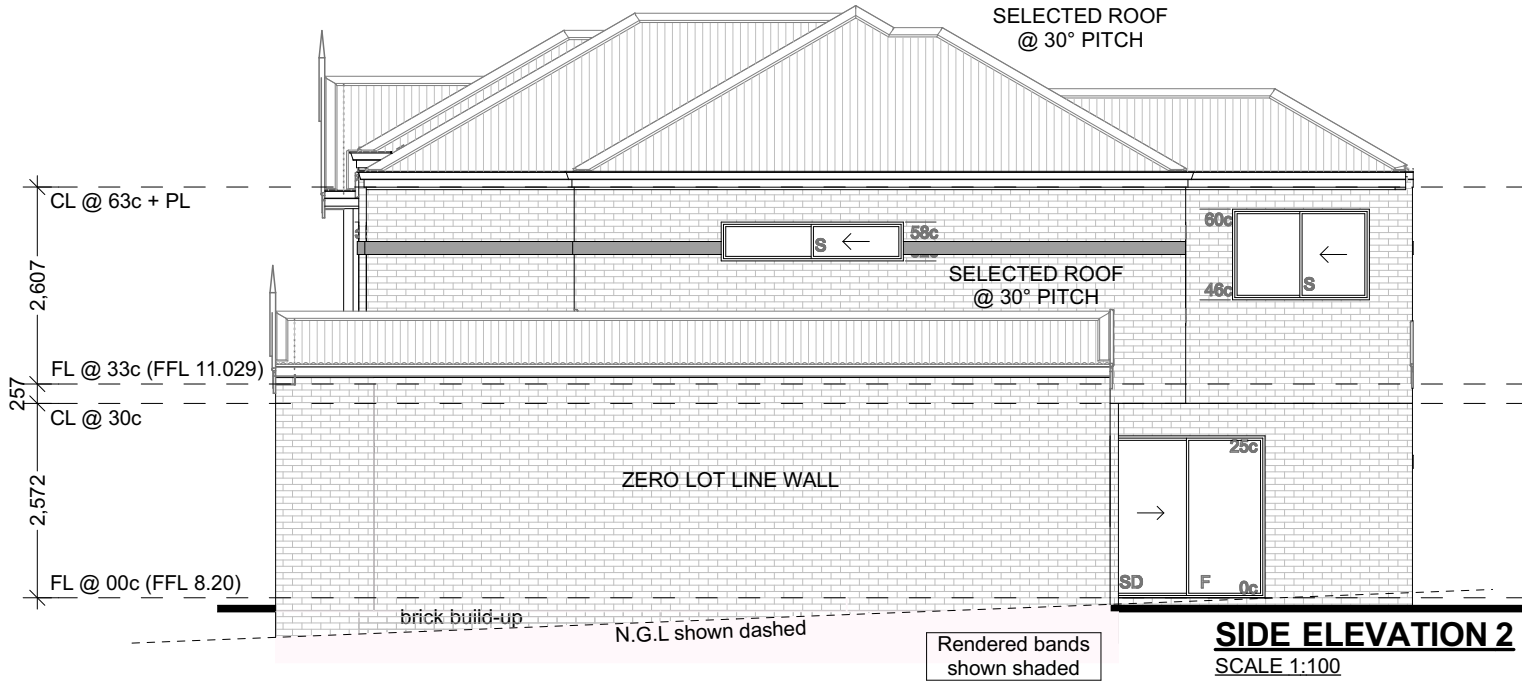 SELECTED ROOF
@ 30° PITCH
CL @ 63c + PL
60c
58c
S
SELECTED ROOF
@ 30° PITCH
46c
S
2,607
FL @ 33c (FFL 11.029)
257
CL @ 30c
25c
ZERO LOT LINE WALL
2,572
FL @ 00c (FFL 8.20)
SD
F
0c
brick build-up
N.G.L shown dashed
Rendered bands
shown shaded
SIDE ELEVATION 2
SCALE 1:100